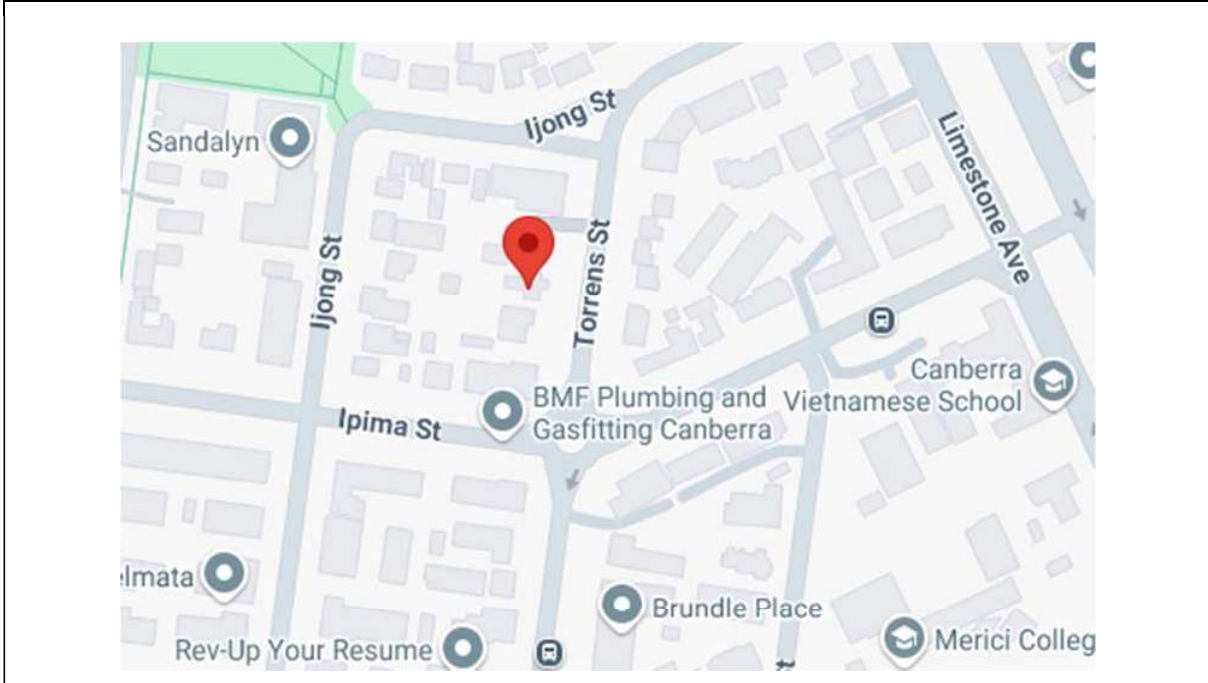 Ijong St
Sandalyn
Limestone Ave
Ijong St
Torrens St
Canberra
Vietnamese School
BMF Plumbing and
Gasfitting Canberra
Ipima St
elmata
Brundle Place
Rev-Up Your Resume
Merici Colleg